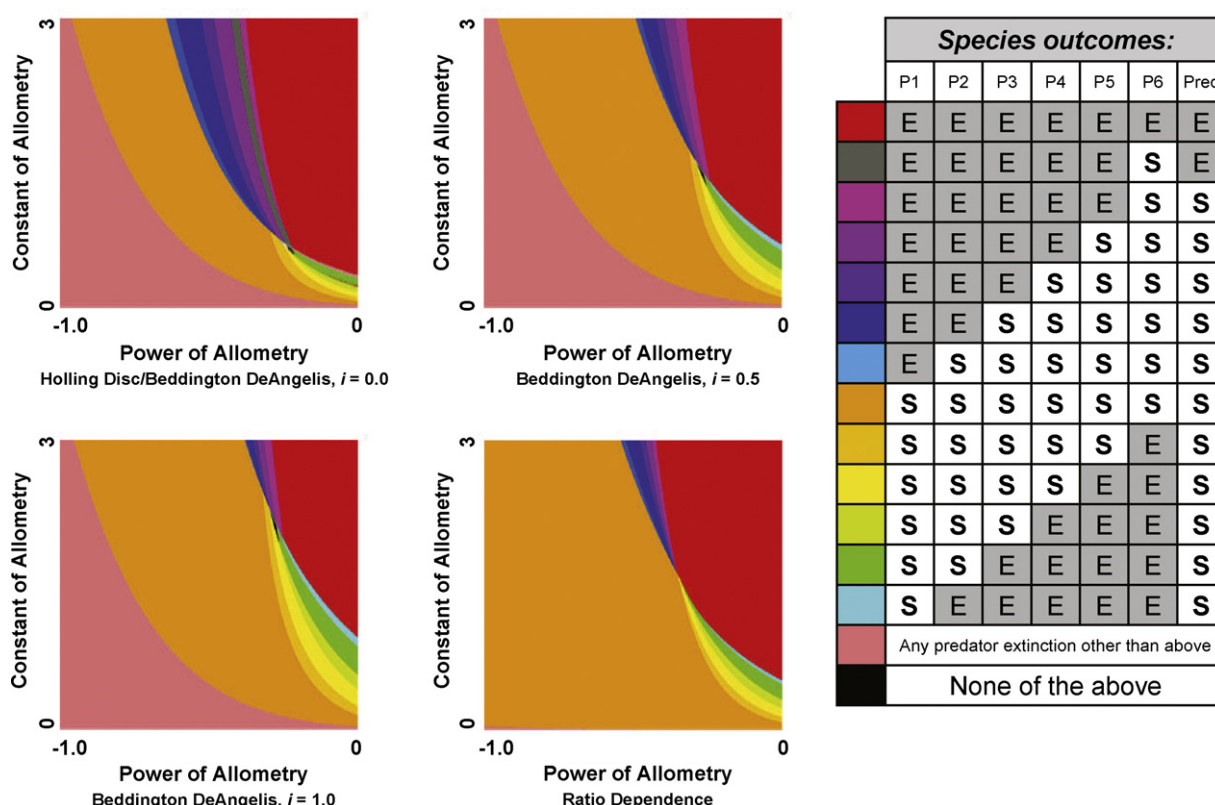 3
Constant of Allometry
0
-1.0
0
Power of Allometry
Holling Disc/Beddington DeAngelis, i = 0.0
3
Constant of Allometry
0
-1.0
0
Power of Allometry
Beddington DeAngelis, i = 0.5
3
Constant of Allometry
0
-1.0
0
Power of Allometry
Beddington DeAngelis, i = 1.0
3
Constant of Allometry
0
-1.0
0
Power of Allometry
Ratio Dependence
Species outcomes:
P1 P2 P3 P4 P5 P6 Pred
E E E E E E E
E E E E E S E
E E E E E S S
E E E E S S S
E E E S S S S
E E S S S S S
E S S S S S S
S S S S S S S
S S S S S E S
S S S S E E S
S S S E E E S
S S E E E E S
S E E E E E S
Any predator extinction other than above
None of the above